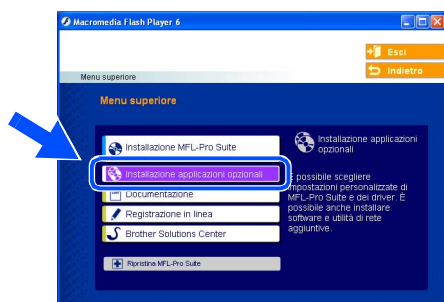 Macromedia Flash Player 6
Esci
Indietro
Menu superiore
Menu superiore
Installazione MFL-Pro Suite
Installazione applicazioni opzionali
Documentazione
Registrazione in linea
Brother Solutions Center
Ripristina MFL-Pro Suite
Installazione applicazioni
opzionali
possibile scegliere
impostazioni personalizzate di
MFL-Pro Suite e dei driver. È
possibile anche installare
software e utilità di rete
aggiuntive.